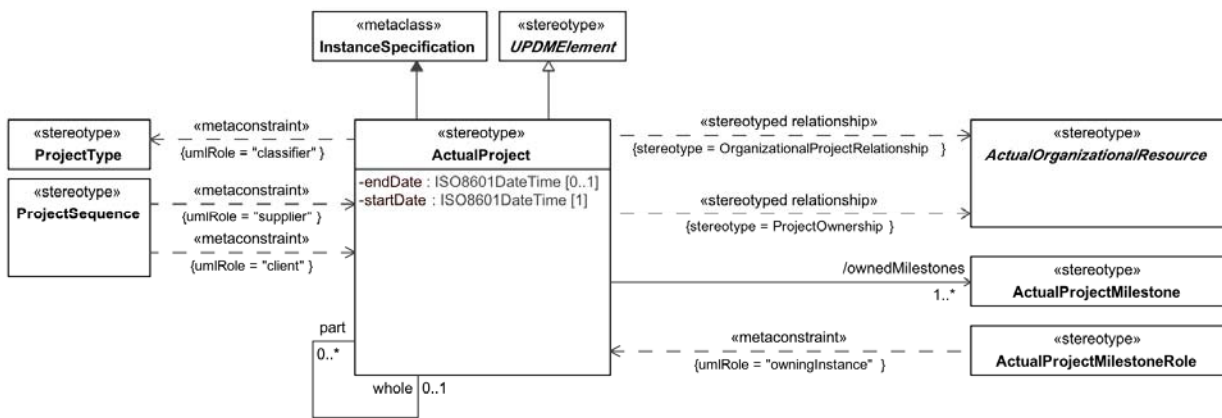 «metaclass»
InstanceSpecification
«stereotype»
UPDMElement
«stereotype»
ProjectType
«metaconstraint»
{umlRole = "classifier" }
«stereotype»
ActualProject
-endDate : ISO8601DateTime [0..1]
-startDate : ISO8601DateTime [1]
«stereotyped relationship»
{stereotype = OrganizationalProjectRelationship }
«stereotype»
ActualOrganizationalResource
«stereotype»
ProjectSequence
«metaconstraint»
{umlRole = "supplier" }
«metaconstraint»
{umlRole = "client" }
«stereotyped relationship»
{stereotype = ProjectOwnership }
/ownedMilestones
1..*
«stereotype»
ActualProjectMilestone
part
0..*
whole 0..1
«metaconstraint»
{umlRole = "owningInstance" }
«stereotype»
ActualProjectMilestoneRole